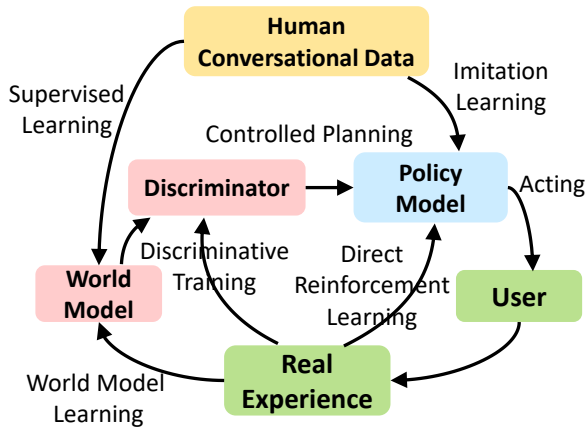 Human
Conversational Data
Supervised
Learning
Imitation
Learning
Controlled Planning
Discriminator
Policy
Model
Acting
Discriminative
Training
Direct
Reinforcement
Learning
World
Model
User
World Model
Learning
Real
Experience